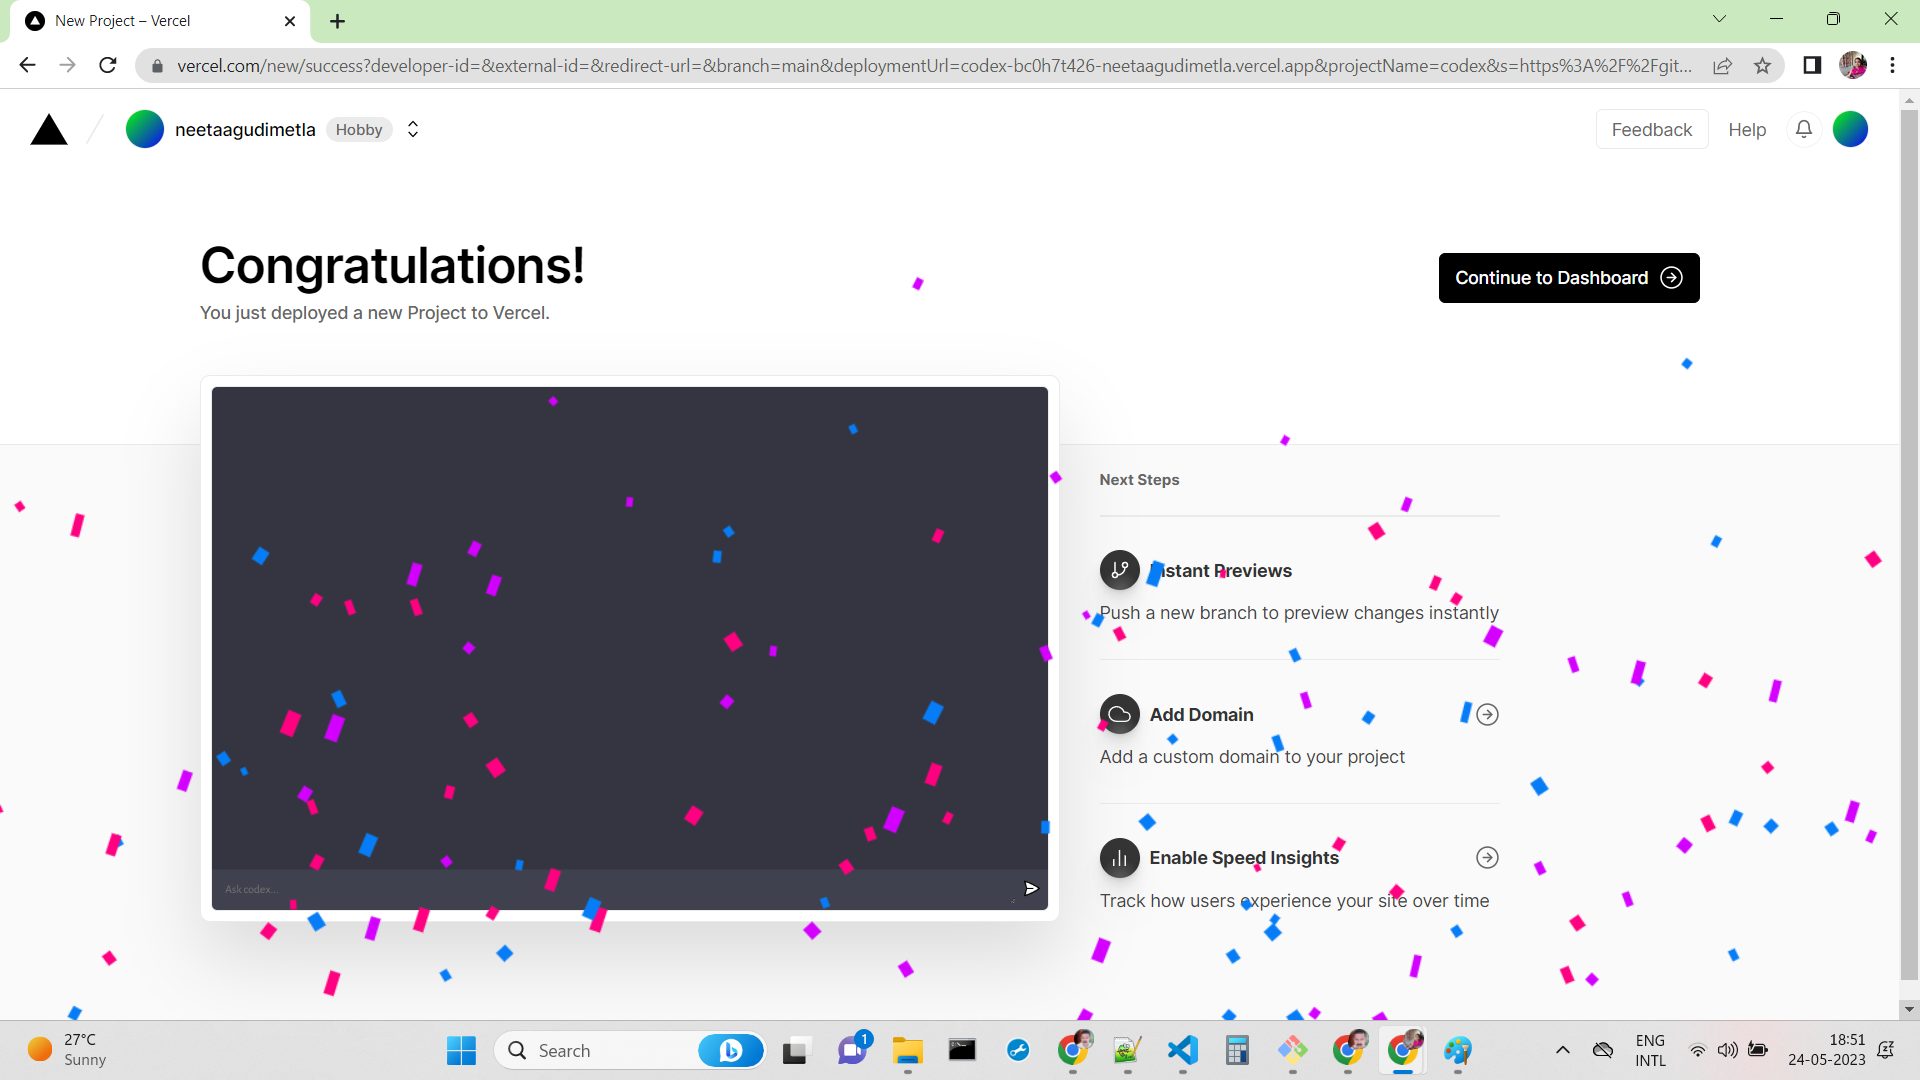 New Project – Vercel
vercel.com/new/success?developer-id=&external-id=&redirect-url=&branch=main&deploymentUrl=codex-bc0h7t426-neetaagudimetla.vercel.app&projectName=codex&s=https%3A%2F%2Fgit...
neetaagudimetla Hobby
Feedback Help
Congratulations!
You just deployed a new Project to Vercel.
Continue to Dashboard
Ask codex...
Next Steps
Instant Previews
Push a new branch to preview changes instantly
Add Domain
Add a custom domain to your project
Enable Speed Insights
Track how users experience your site over time
27°C
Sunny
Search
1
ENG
INTL
18:51
24-05-2023